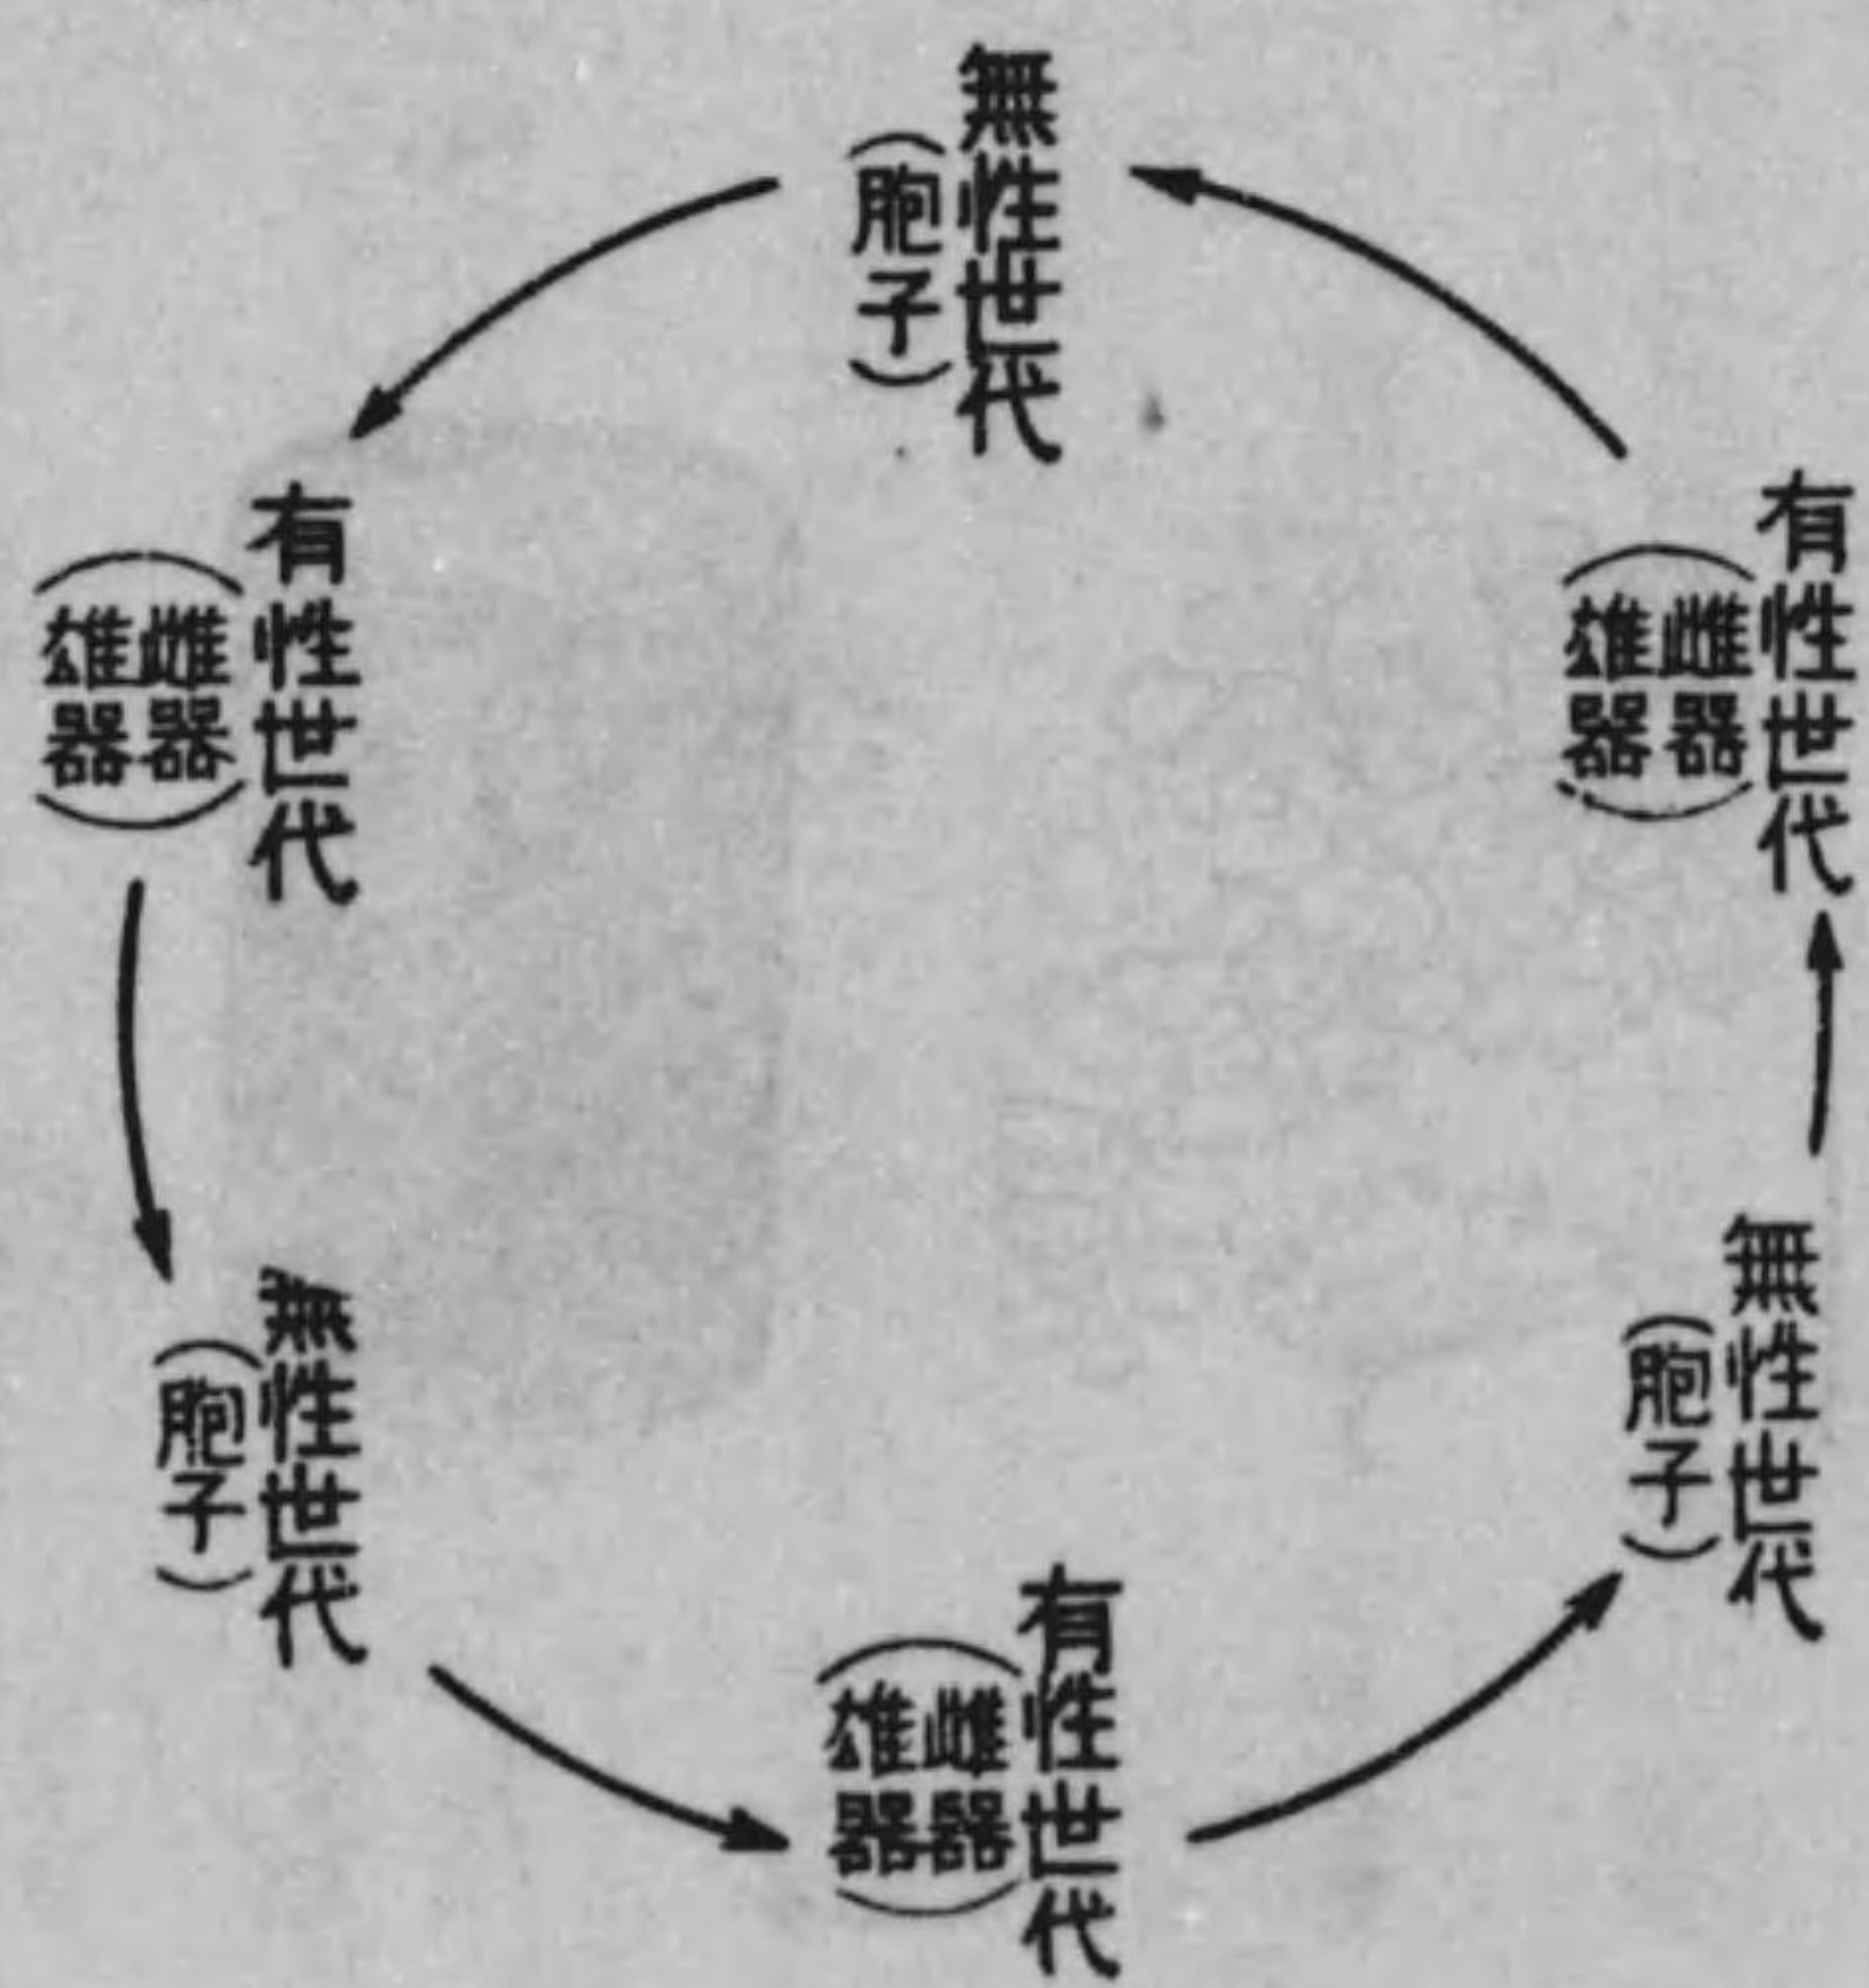 無性世代
(胞子)
有性世代
(雌器
雄器)
無性世代
(胞子)
有性世代
(雌器
雄器)
無性世代
(胞子)
有性世代
(雌器
雄器)